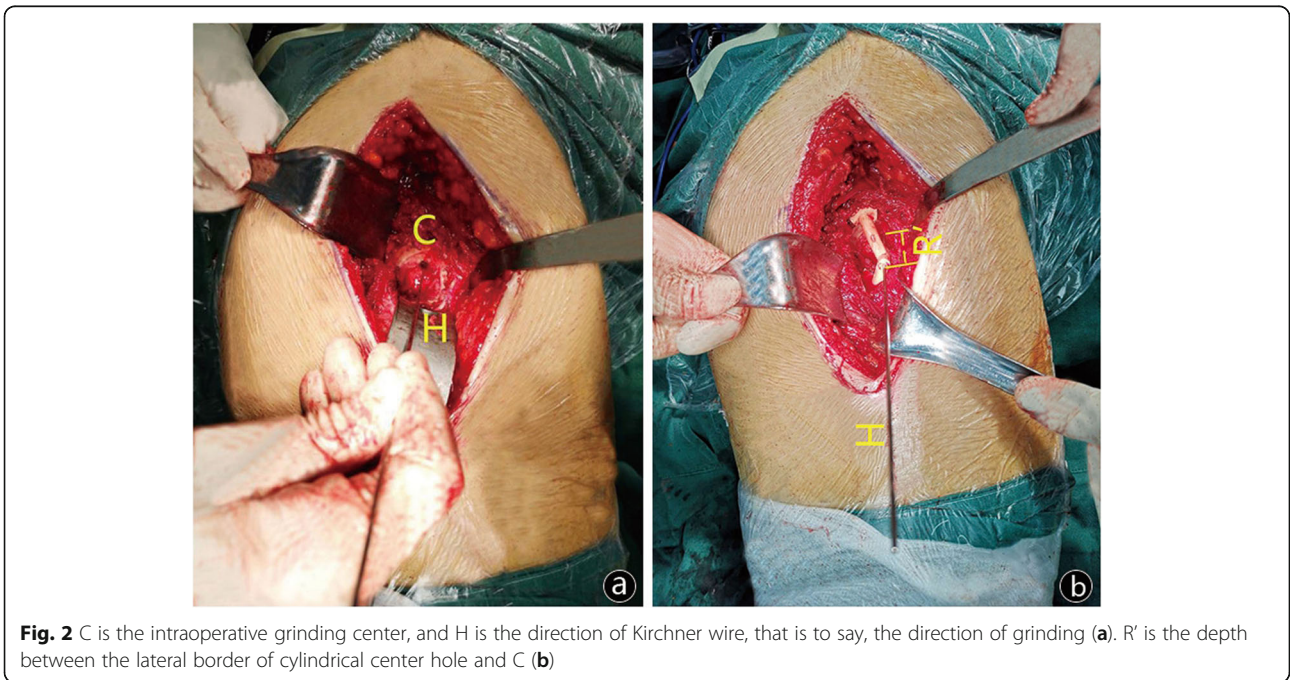 C
H
a
R'
H
b
Fig. 2 C is the intraoperative grinding center, and H is the direction of Kirchner wire, that is to say, the direction of grinding (a). R’ is the depth
between the lateral border of cylindrical center hole and C (b)